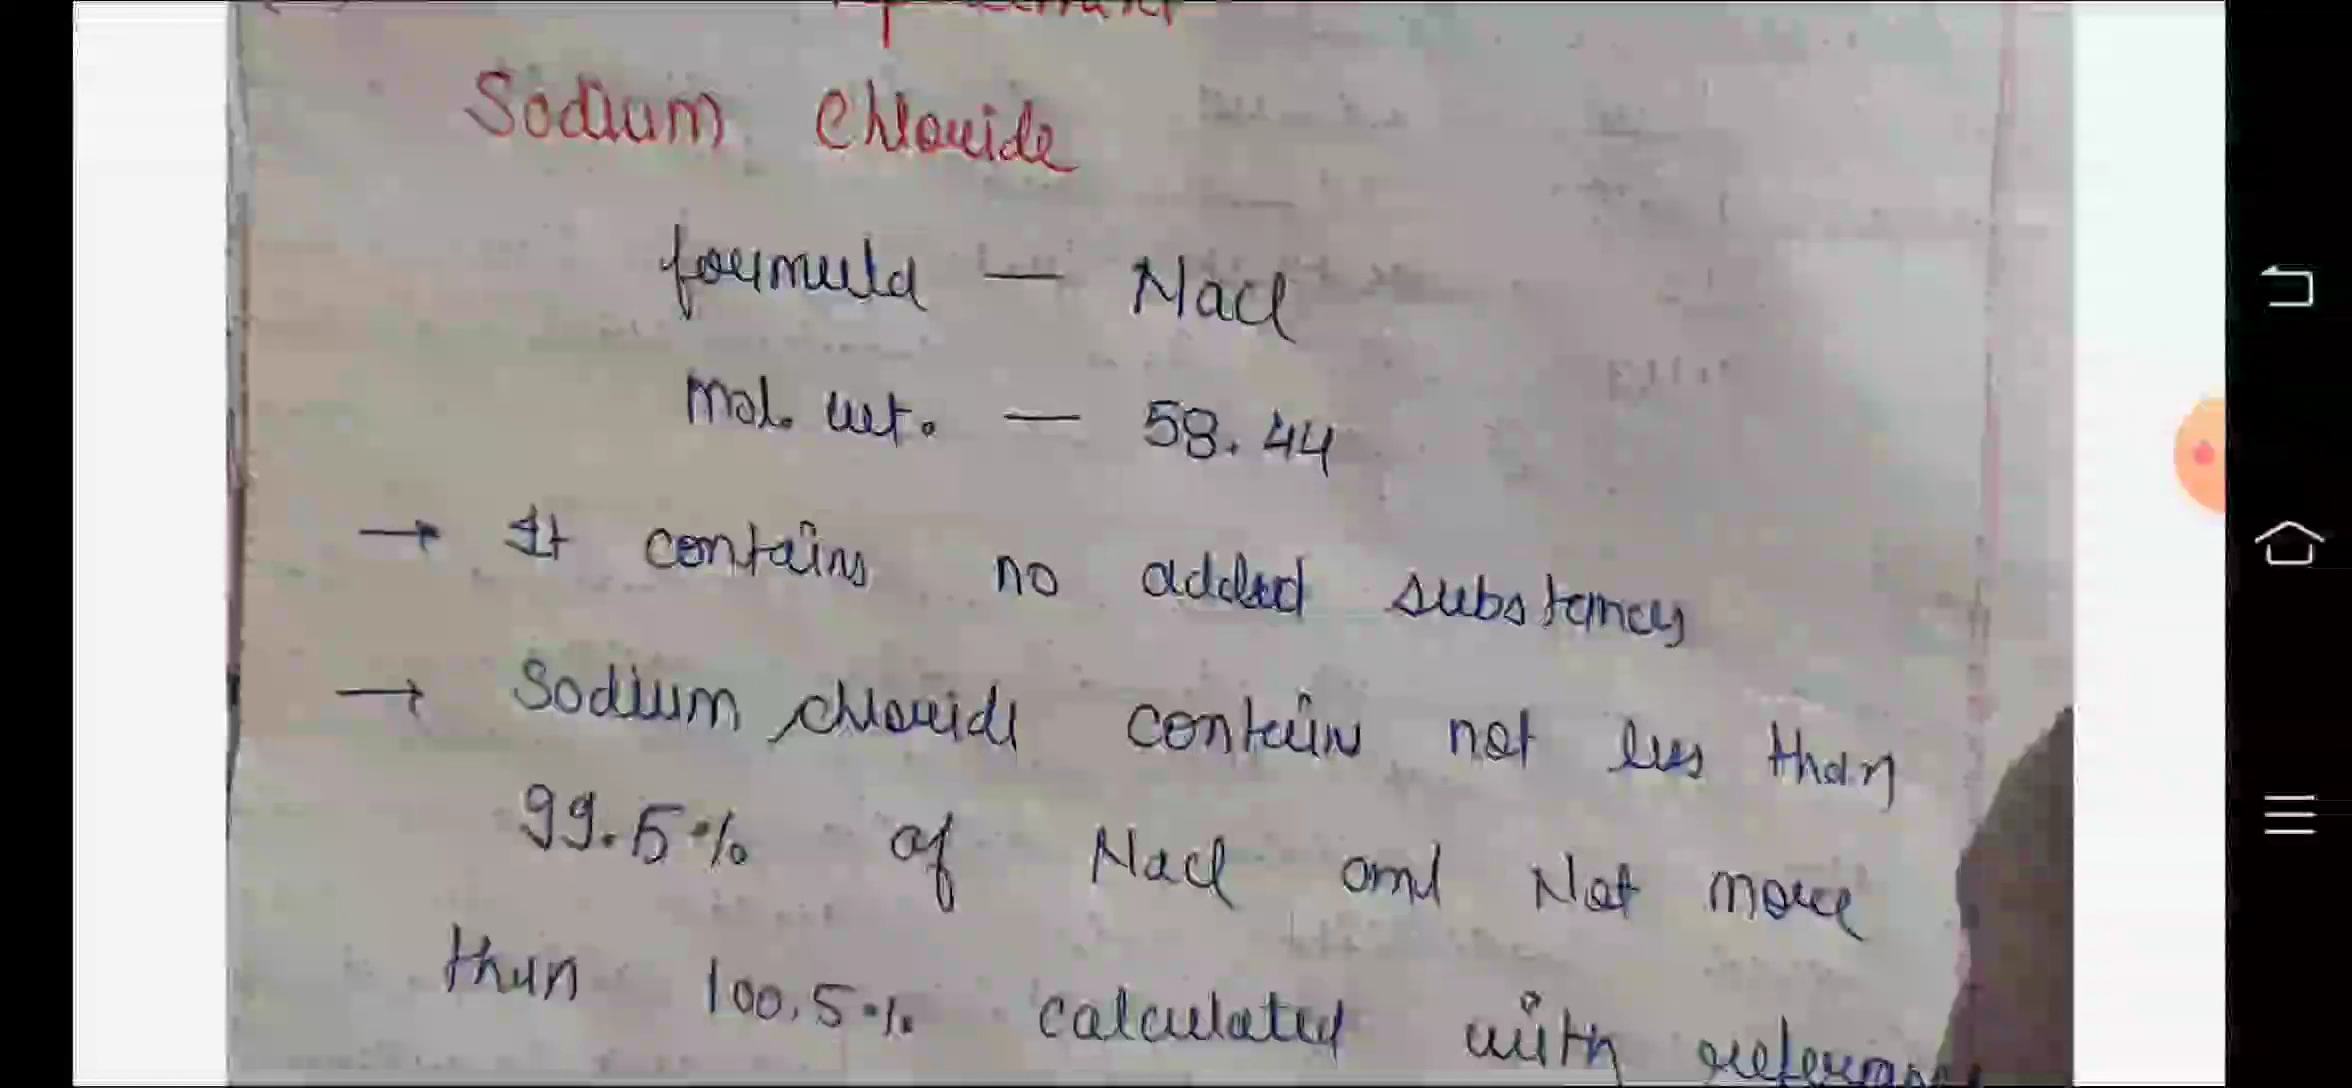 Sodium Chloride
formula — Nacl
mol. wt. — 58.44
→ It contains no added substances
→ Sodium chloride contain not less than
99.5% of Nacl and Not more
than 100.5% calculated with